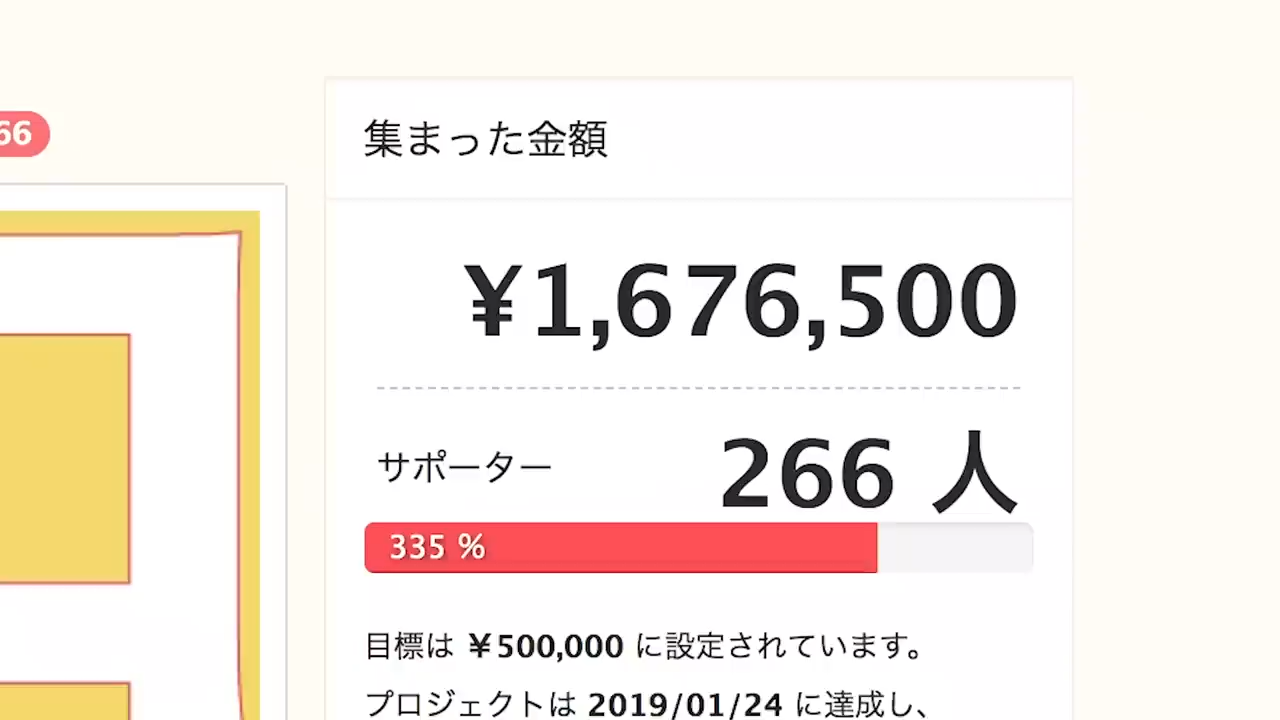 66
集まった金額
¥1,676,500
サポーター 266 人
335 %
目標は ¥500,000 に設定されています。
プロジェクトは 2019/01/24 に達成し、